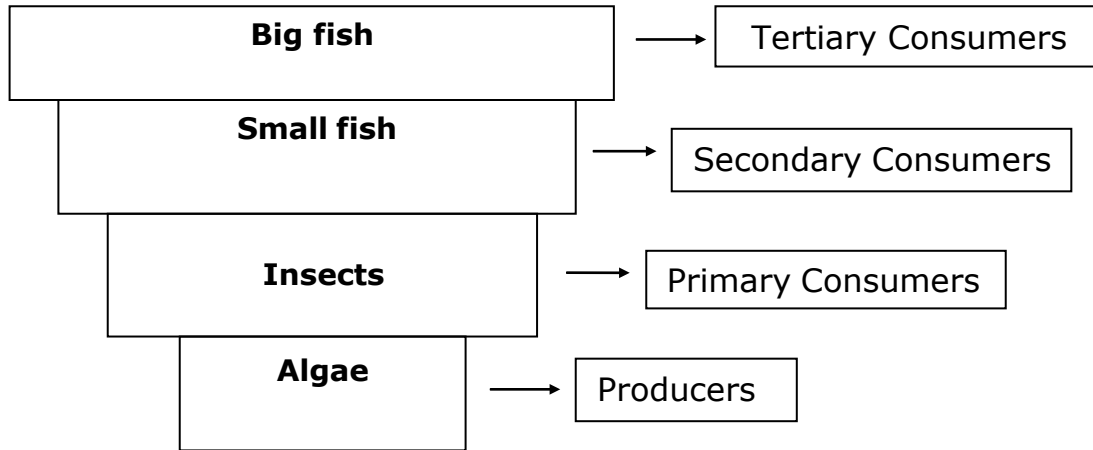 Big fish
Tertiary Consumers
Small fish
Secondary Consumers
Insects
Primary Consumers
Algae
Producers